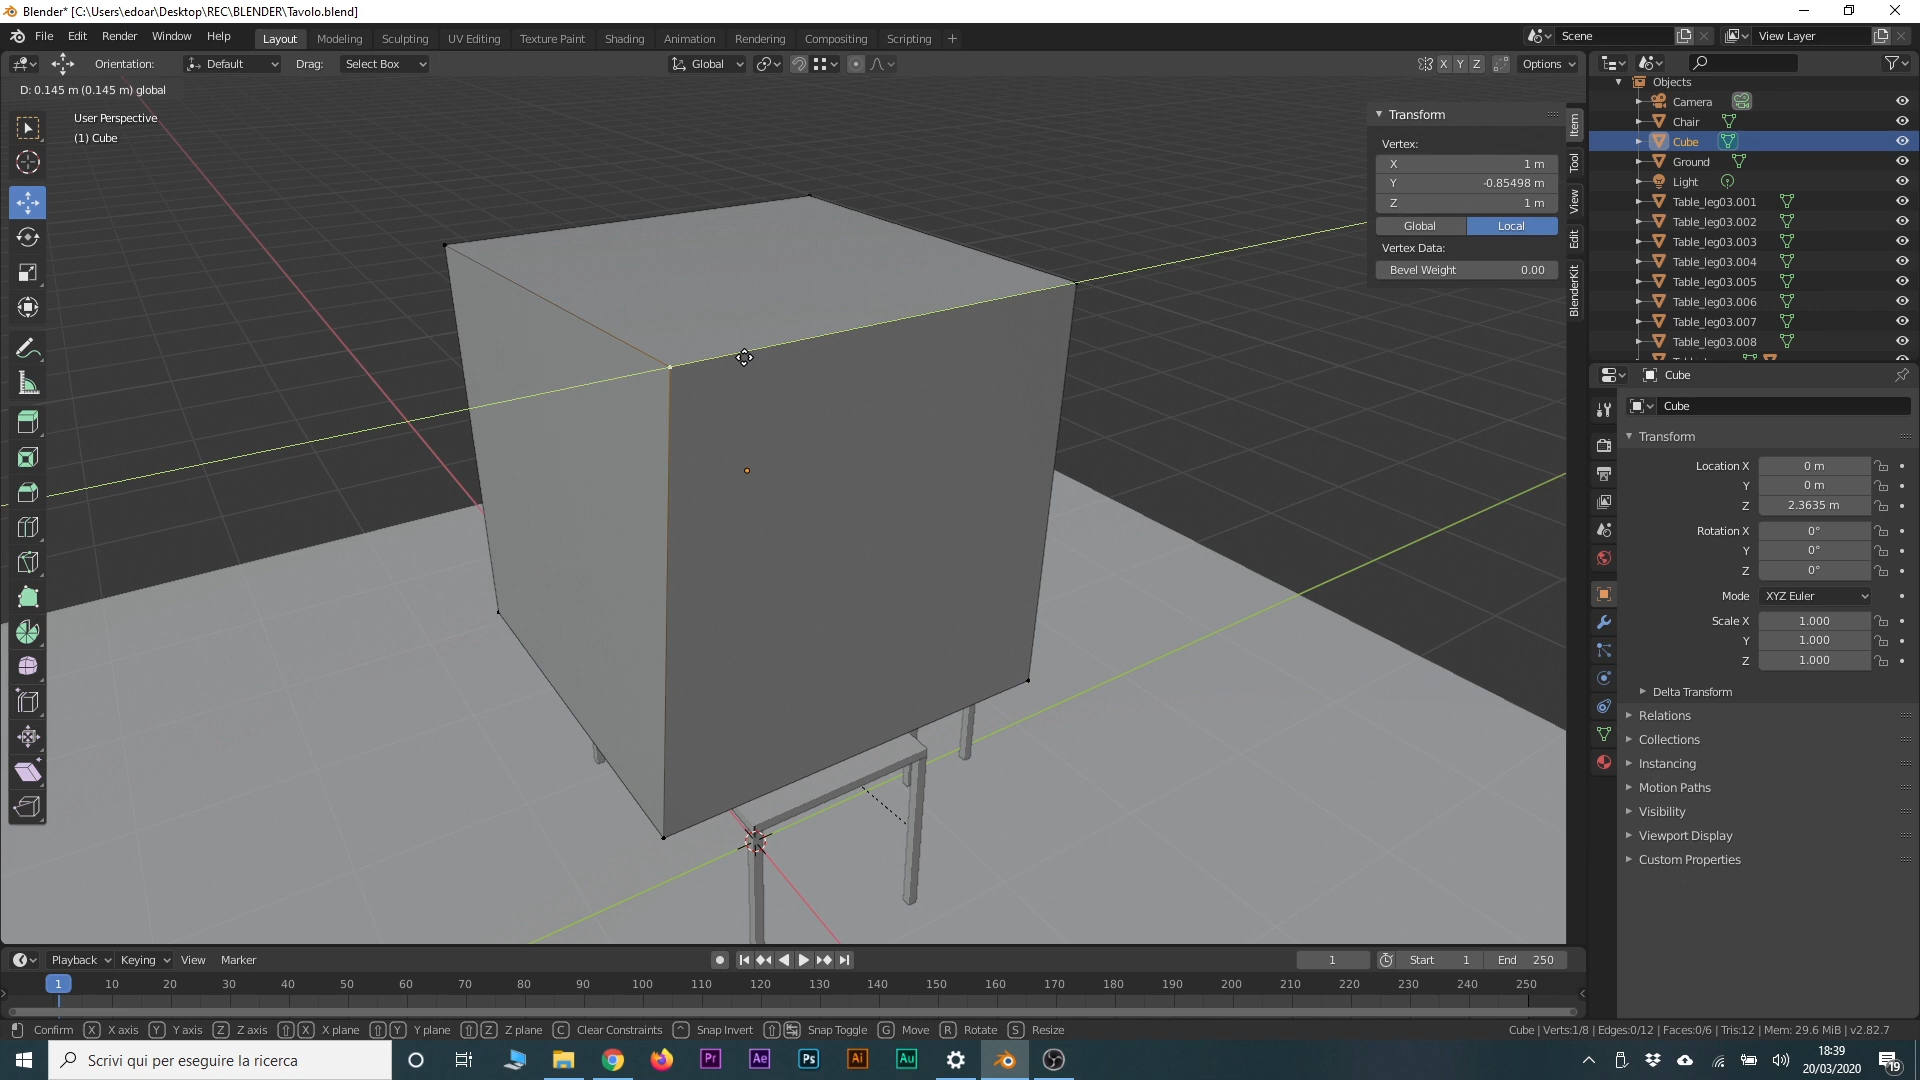 Blender* [C:\Users\edoar\Desktop\REC\BLENDER\Tavolo.blend]
File Edit Render Window Help Layout Modeling Sculpting UV Editing Texture Paint Shading Animation Rendering Compositing Scripting + Scene View Layer
Orientation: Default Drag: Select Box Global X Y Z Options
D: 0.145 m (0.145 m) global
User Perspective
(1) Cube
Transform
Vertex:
X 1 m
Y -0.85498 m
Z 1 m
Global Local
Vertex Data:
Bevel Weight 0.00
Item
Tool
View
Edit
BlenderKit
Objects
Camera
Chair
Cube
Ground
Light
Table_leg03.001
Table_leg03.002
Table_leg03.003
Table_leg03.004
Table_leg03.005
Table_leg03.006
Table_leg03.007
Table_leg03.008
Cube
Cube
Transform
Location X 0 m
Y 0 m
Z 2.3635 m
Rotation X 0°
Y 0°
Z 0°
Mode XYZ Euler
Scale X 1.000
Y 1.000
Z 1.000
Delta Transform
Relations
Collections
Instancing
Motion Paths
Visibility
Viewport Display
Custom Properties
Playback Keying View Marker 1 Start 1 End 250
1 10 20 30 40 50 60 70 80 90 100 110 120 130 140 150 160 170 180 190 200 210 220 230 240 250
Confirm X X axis Y Y axis Z Z axis X X plane Y Y plane Z Z plane C Clear Constraints Snap Invert Snap Toggle G Move R Rotate S Resize Cube | Verts:1/8 | Edges:0/12 | Faces:0/6 | Tris:12 | Mem: 29.6 MiB | v2.82.7
Scrivi qui per eseguire la ricerca Pr Ae Ps Ai Au
18:39
20/03/2020
19